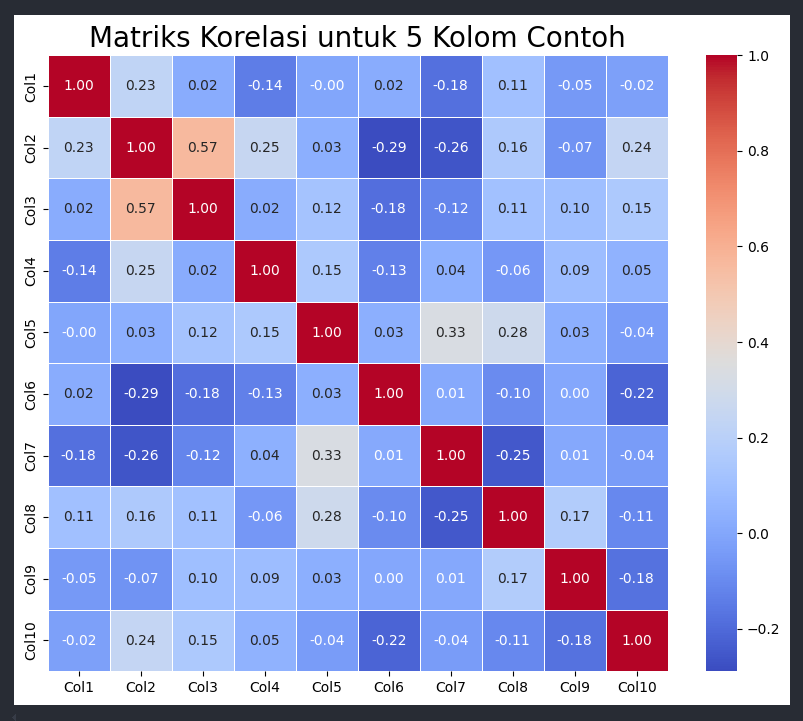 Matriks Korelasi untuk 5 Kolom Contoh
Col1 1.00 0.23 0.02 -0.14 -0.00 0.02 -0.18 0.11 -0.05 -0.02
Col2 0.23 1.00 0.57 0.25 0.03 -0.29 -0.26 0.16 -0.07 0.24
Col3 0.02 0.57 1.00 0.02 0.12 -0.18 -0.12 0.11 0.10 0.15
Col4 -0.14 0.25 0.02 1.00 0.15 -0.13 0.04 -0.06 0.09 0.05
Col5 -0.00 0.03 0.12 0.15 1.00 0.03 0.33 0.28 0.03 -0.04
Col6 0.02 -0.29 -0.18 -0.13 0.03 1.00 0.01 -0.10 0.00 -0.22
Col7 -0.18 -0.26 -0.12 0.04 0.33 0.01 1.00 -0.25 0.01 -0.04
Col8 0.11 0.16 0.11 -0.06 0.28 -0.10 -0.25 1.00 0.17 -0.11
Col9 -0.05 -0.07 0.10 0.09 0.03 0.00 0.01 0.17 1.00 -0.18
Col10 -0.02 0.24 0.15 0.05 -0.04 -0.22 -0.04 -0.11 -0.18 1.00
Col1 Col2 Col3 Col4 Col5 Col6 Col7 Col8 Col9 Col10
1.0
0.8
0.6
0.4
0.2
0.0
−0.2